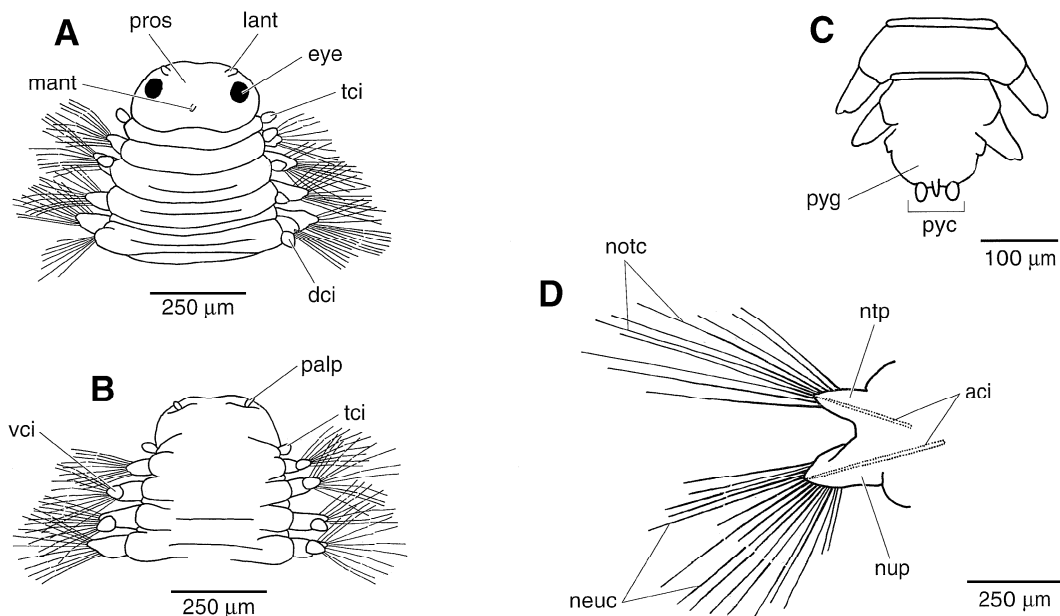 A
pros
lant
eye
mant
tci
dci
250 µm
B
palp
tci
vci
250 µm
C
pyg
pyc
100 µm
D
notc
ntp
aci
nup
neuc
250 µm